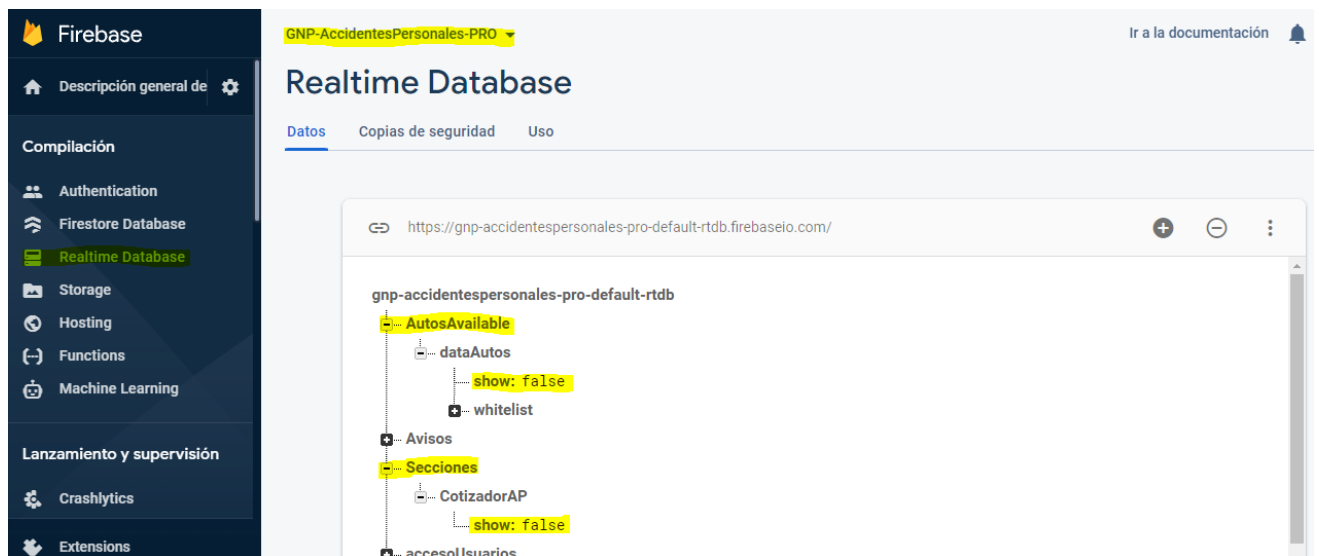 Firebase
Descripción general de
Compilación
Authentication
Firestore Database
Realtime Database
Storage
Hosting
Functions
Machine Learning
Lanzamiento y supervisión
Crashlytics
Extensions
GNP-AccidentesPersonales-PRO
Ir a la documentación
Realtime Database
Datos Copias de seguridad Uso
https://gnp-accidentespersonales-pro-default-rtdb.firebaseio.com/
gnp-accidentespersonales-pro-default-rtdb
AutosAvailable
dataAutos
show: false
whitelist
Avisos
Secciones
CotizadorAP
show: false
accesoUsuarios